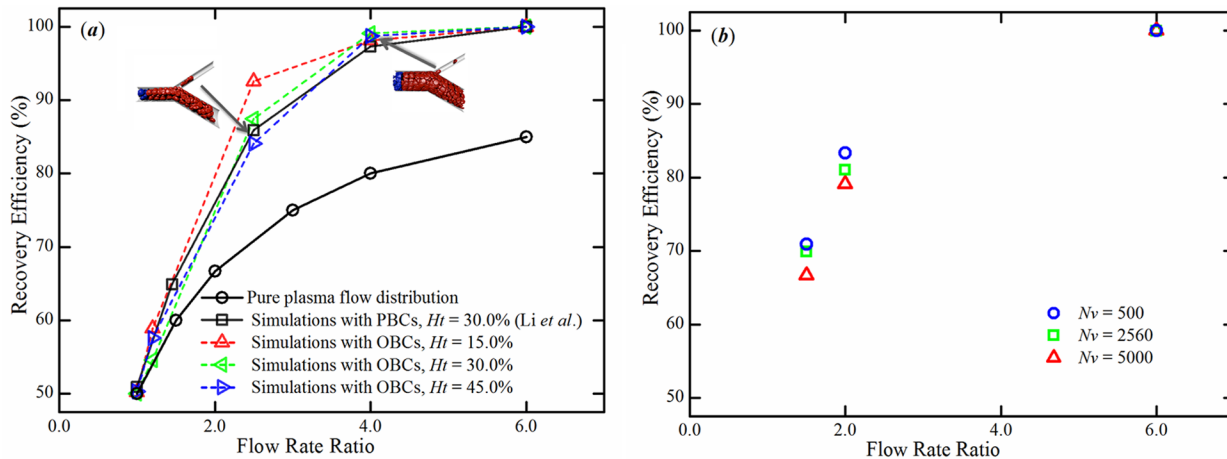 (a)
Recovery Efficiency (%)
100
90
80
70
60
50
Pure plasma flow distribution
Simulations with PBCs, Ht = 30.0% (Li et al.)
Simulations with OBCs, Ht = 15.0%
Simulations with OBCs, Ht = 30.0%
Simulations with OBCs, Ht = 45.0%
0.0 2.0 4.0 6.0
Flow Rate Ratio
(b)
Recovery Efficiency (%)
100
90
80
70
60
50
Nv = 500
Nv = 2560
Nv = 5000
0.0 2.0 4.0 6.0
Flow Rate Ratio